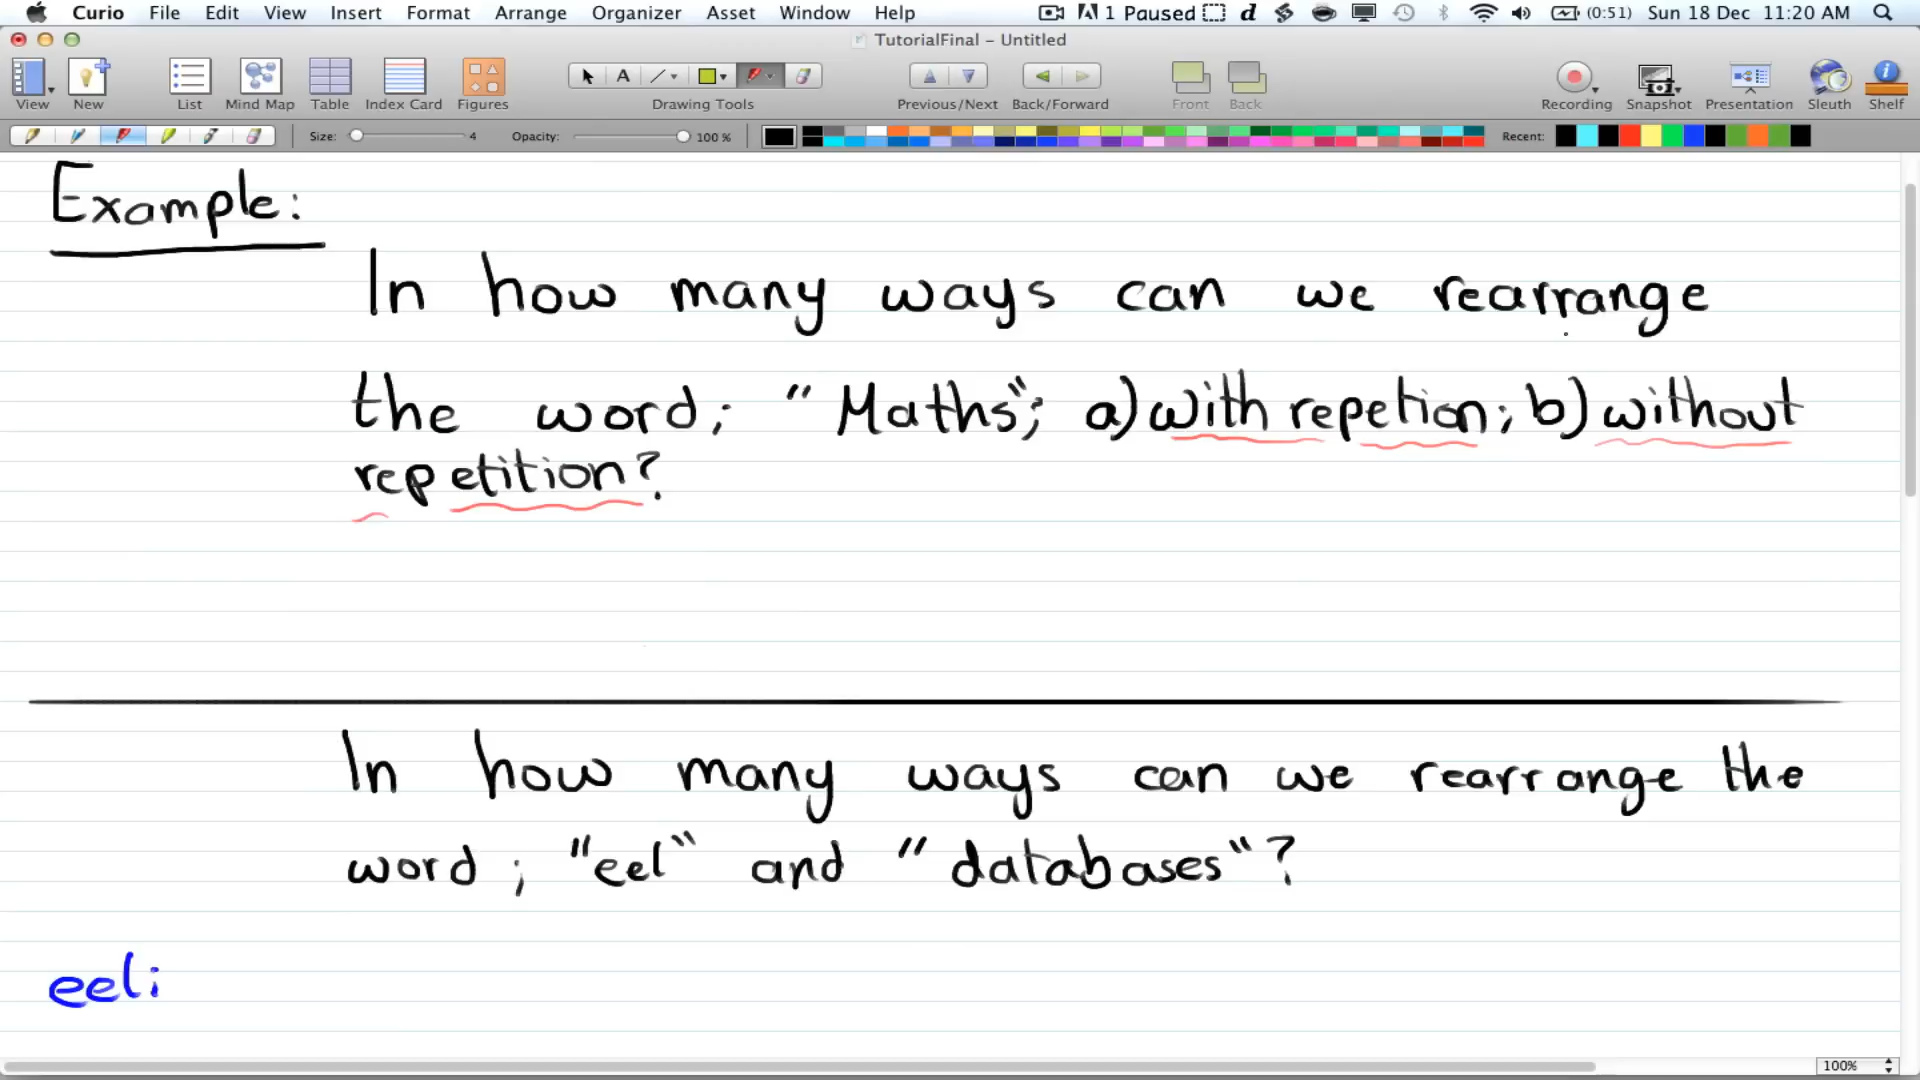 Curio File Edit View Insert Format Arrange Organizer Asset Window Help 1 Paused (0:51) Sun 18 Dec 11:20 AM
TutorialFinal – Untitled
View New List Mind Map Table Index Card Figures Drawing Tools Previous/Next Back/Forward Front Back Recording Snapshot Presentation Sleuth Shelf
Size: 4 Opacity: 100 % Recent:
Example:
In how many ways can we rearrange
the word; "Maths"; a) with repetion; b) without
repetition?
In how many ways can we rearrange the
word; "eel" and "databases"?
eel:
100%